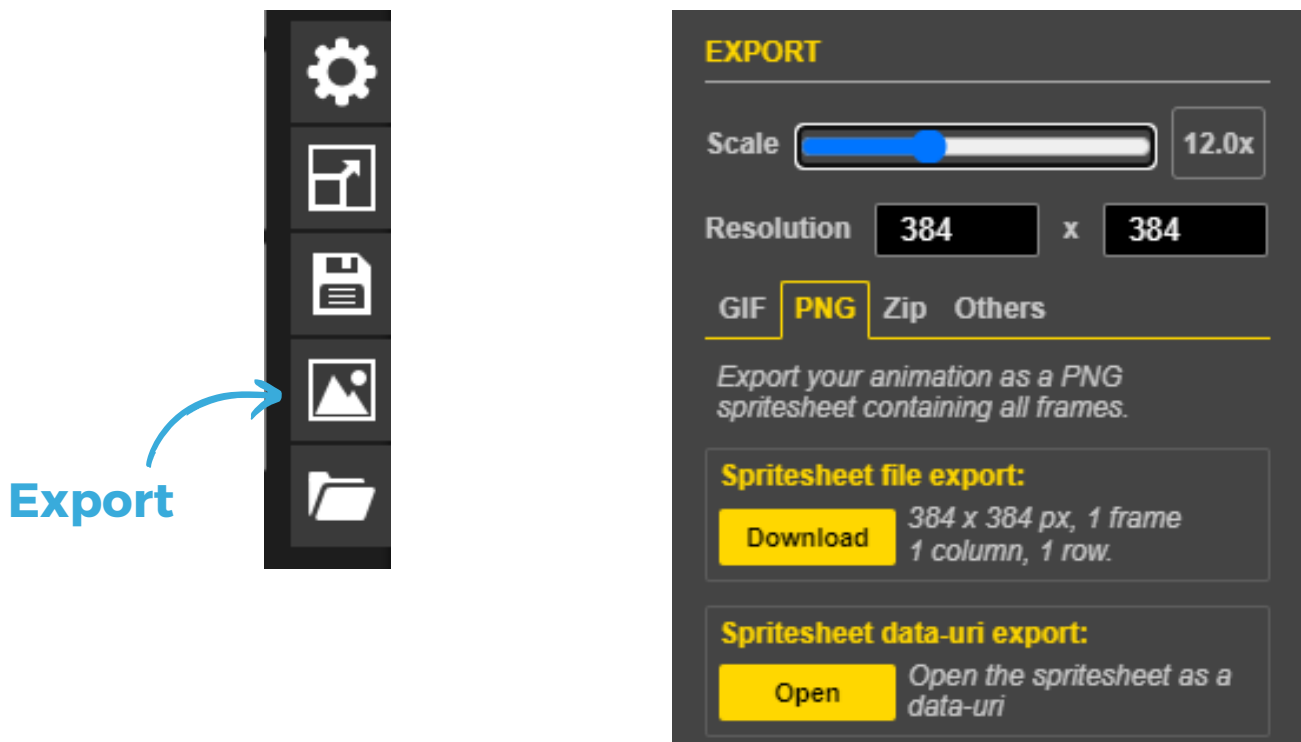 Export
EXPORT
Scale 12.0x
Resolution 384 x 384
GIF PNG Zip Others
Export your animation as a PNG
spritesheet containing all frames.
Spritesheet file export:
Download 384 x 384 px, 1 frame
1 column, 1 row.
Spritesheet data-uri export:
Open Open the spritesheet as a
data-uri